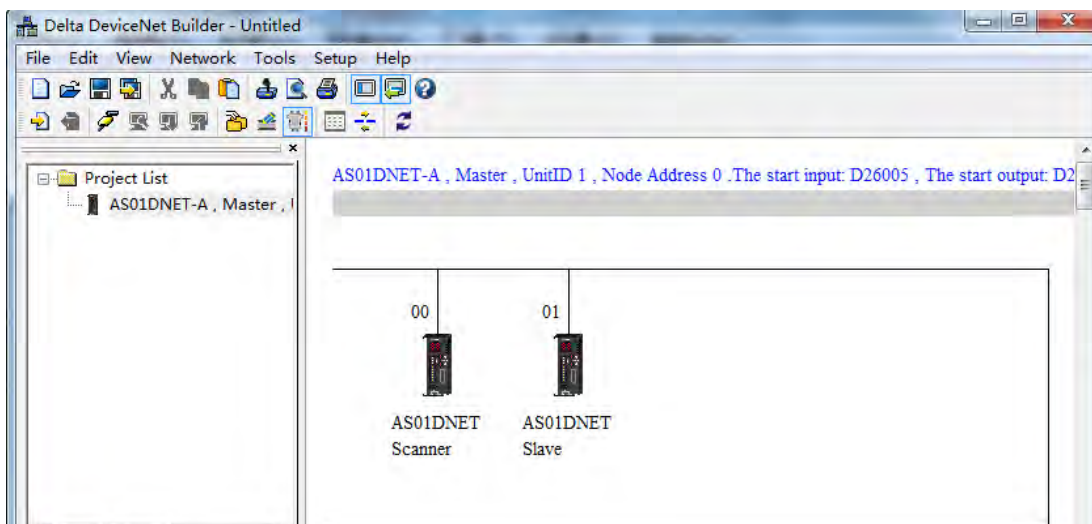 Delta DeviceNet Builder - Untitled
File Edit View Network Tools Setup Help
Project List
AS01DNET-A , Master ,
AS01DNET-A , Master , UnitID 1 , Node Address 0 .The start input: D26005 , The start output: D2
00 01
AS01DNET AS01DNET
Scanner Slave